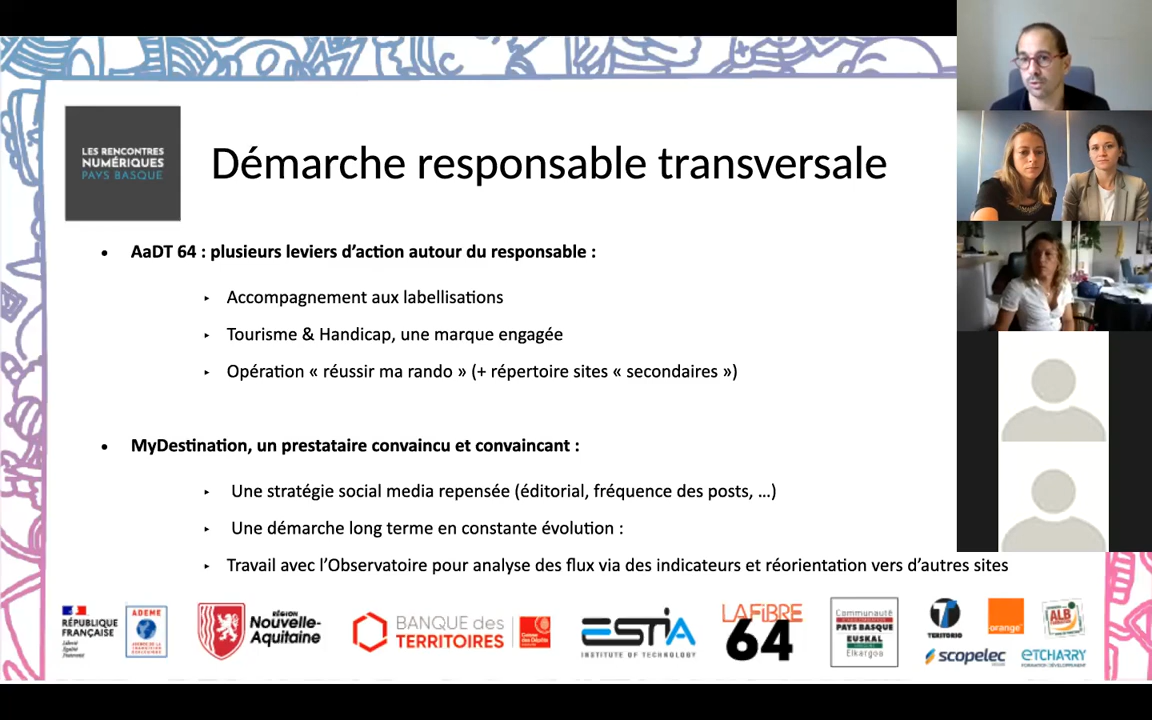 LES RENCONTRES
NUMÉRIQUES
PAYS BASQUE
Démarche responsable transversale
• AaDT 64 : plusieurs leviers d’action autour du responsable :
▸ Accompagnement aux labellisations
▸ Tourisme & Handicap, une marque engagée
▸ Opération « réussir ma rando » (+ répertoire sites « secondaires »)
• MyDestination, un prestataire convaincu et convaincant :
▸ Une stratégie social media repensée (éditorial, fréquence des posts, …)
▸ Une démarche long terme en constante évolution :
▸ Travail avec l’Observatoire pour analyse des flux via des indicateurs et réorientation vers d’autres sites
RÉPUBLIQUE
FRANÇAISE
Liberté
Égalité
Fraternité
ADEME
RÉGION
Nouvelle-
Aquitaine
BANQUE des
TERRITOIRES
ESTIA
INSTITUTE OF TECHNOLOGY
LA FiBRE
64
Communauté
PAYS BASQUE
EUSKAL
Elkargoa
TERRITORIO
orange
ALB
scopelec
ETCHARRY
FORMATION DÉVELOPPEMENT